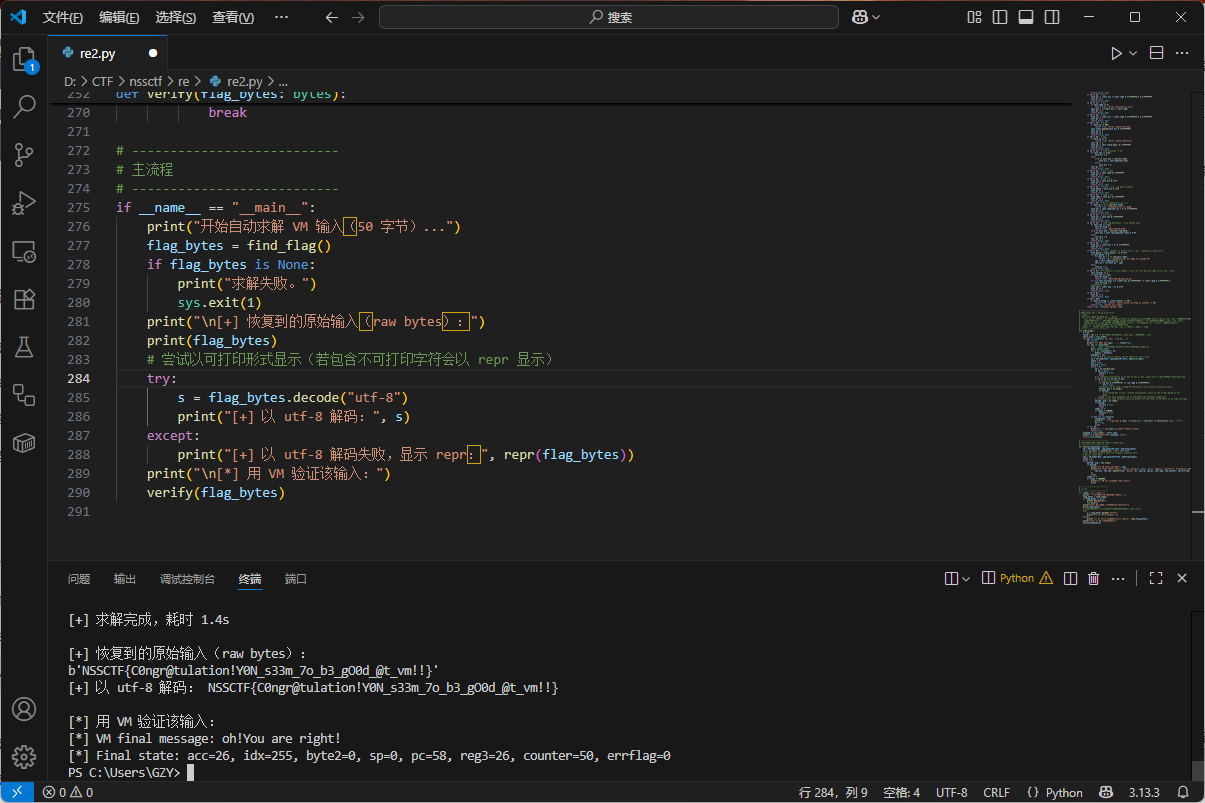 文件(F) 编辑(E) 选择(S) 查看(V) ··· 搜索
re2.py
D: > CTF > nssctf > re > re2.py > ...
252 def verify(flag_bytes: bytes):
270 break
271
272 # ---------------------------
273 # 主流程
274 # ---------------------------
275 if __name__ == "__main__":
276 print("开始自动求解 VM 输入（50 字节）...")
277 flag_bytes = find_flag()
278 if flag_bytes is None:
279 print("求解失败。")
280 sys.exit(1)
281 print("\n[+] 恢复到的原始输入（raw bytes）：")
282 print(flag_bytes)
283 # 尝试以可打印形式显示（若包含不可打印字符会以 repr 显示）
284 try:
285 s = flag_bytes.decode("utf-8")
286 print("[+] 以 utf-8 解码：", s)
287 except:
288 print("[+] 以 utf-8 解码失败，显示 repr：", repr(flag_bytes))
289 print("\n[*] 用 VM 验证该输入：")
290 verify(flag_bytes)
291
问题 输出 调试控制台 终端 端口 Python
[+] 求解完成，耗时 1.4s
[+] 恢复到的原始输入（raw bytes）：
b'NSSCTF{C0ngr@tulation!Y0N_s33m_7o_b3_gO0d_@t_vm!!}'
[+] 以 utf-8 解码： NSSCTF{C0ngr@tulation!Y0N_s33m_7o_b3_gO0d_@t_vm!!}
[*] 用 VM 验证该输入：
[*] VM final message: oh!You are right!
[*] Final state: acc=26, idx=255, byte2=0, sp=0, pc=58, reg3=26, counter=50, errflag=0
PS C:\Users\GZY>
0 0 行 284，列 9 空格: 4 UTF-8 CRLF {} Python 3.13.3